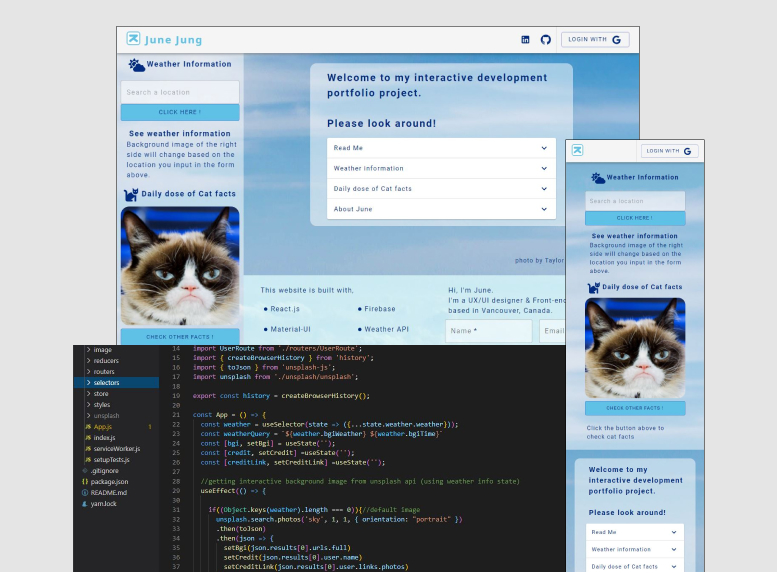 June Jung
LOGIN WITH G
Weather Information
Search a location
CLICK HERE !
See weather information
Background image of the right
side will change based on the
location you input in the form
above.
Daily dose of Cat facts
CHECK OTHER FACTS !
Welcome to my interactive development
portfolio project.
Please look around!
Read Me
Weather information
Daily dose of Cat facts
About June
photo by Taylor
This website is built with,
React.js
Firebase
Material-UI
Weather API
Hi, I'm June.
I'm a UX/UI designer & Front-en
based in Vancouver, Canada.
Name *
Email
LOGIN WITH G
Weather Information
Search a location
CLICK HERE !
See weather information
Background image of the right
side will change based on the
location you input in the form
above.
Daily dose of Cat facts
CHECK OTHER FACTS !
Click the button above to
check cat facts
Welcome to my
interactive development
portfolio project.
Please look around!
Read Me
Weather information
Daily dose of Cat facts
image
reducers
routers
selectors
store
styles
unsplash
JS App.js 1
JS index.js
JS serviceWorker.js
JS setupTests.js
.gitignore
{} package.json
README.md
yarn.lock
14 import UserRoute from './routers/UserRoute';
15 import { createBrowserHistory } from 'history';
16 import { toJson } from 'unsplash-js';
17 import unsplash from './unsplash/unsplash';
18
19 export const history = createBrowserHistory();
20
21 const App = () => {
22 const weather = useSelector(state => ({...state.weather.weather}));
23 const weatherQuery = `${weather.bgiWeather} ${weather.bgiTime}`
24 const [bgi, setBgi] = useState('');
25 const [credit, setCredit] =useState('');
26 const [creditLink, setCreditLink] =useState('');
27
28 //getting interactive background image from unsplash api (using weather info state)
29 useEffect(() => {
30
31 if((Object.keys(weather).length === 0)){//default image
32 unsplash.search.photos('sky', 1, 1, { orientation: "portrait" })
33 .then(toJson)
34 .then(json => {
35 setBgi(json.results[0].urls.full)
36 setCredit(json.results[0].user.name)
37 setCreditLink(json.results[0].user.links.photos)